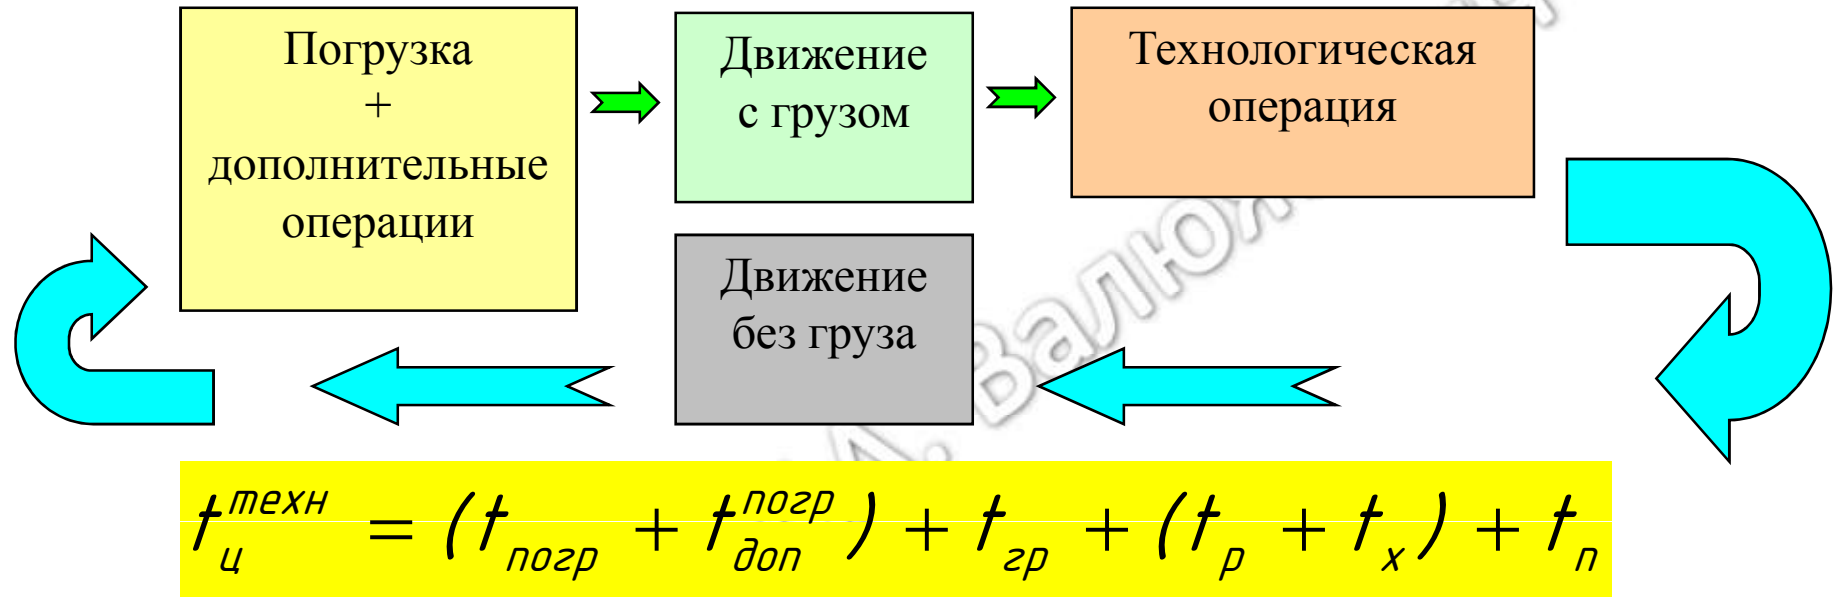 Погрузка
+
дополнительные
операции
Движение
с грузом
Технологическая
операция
Движение
без груза
Валюж
t_ц^техн = (t_погр + t_доп^погр) + t_гр + (t_р + t_х) + t_п